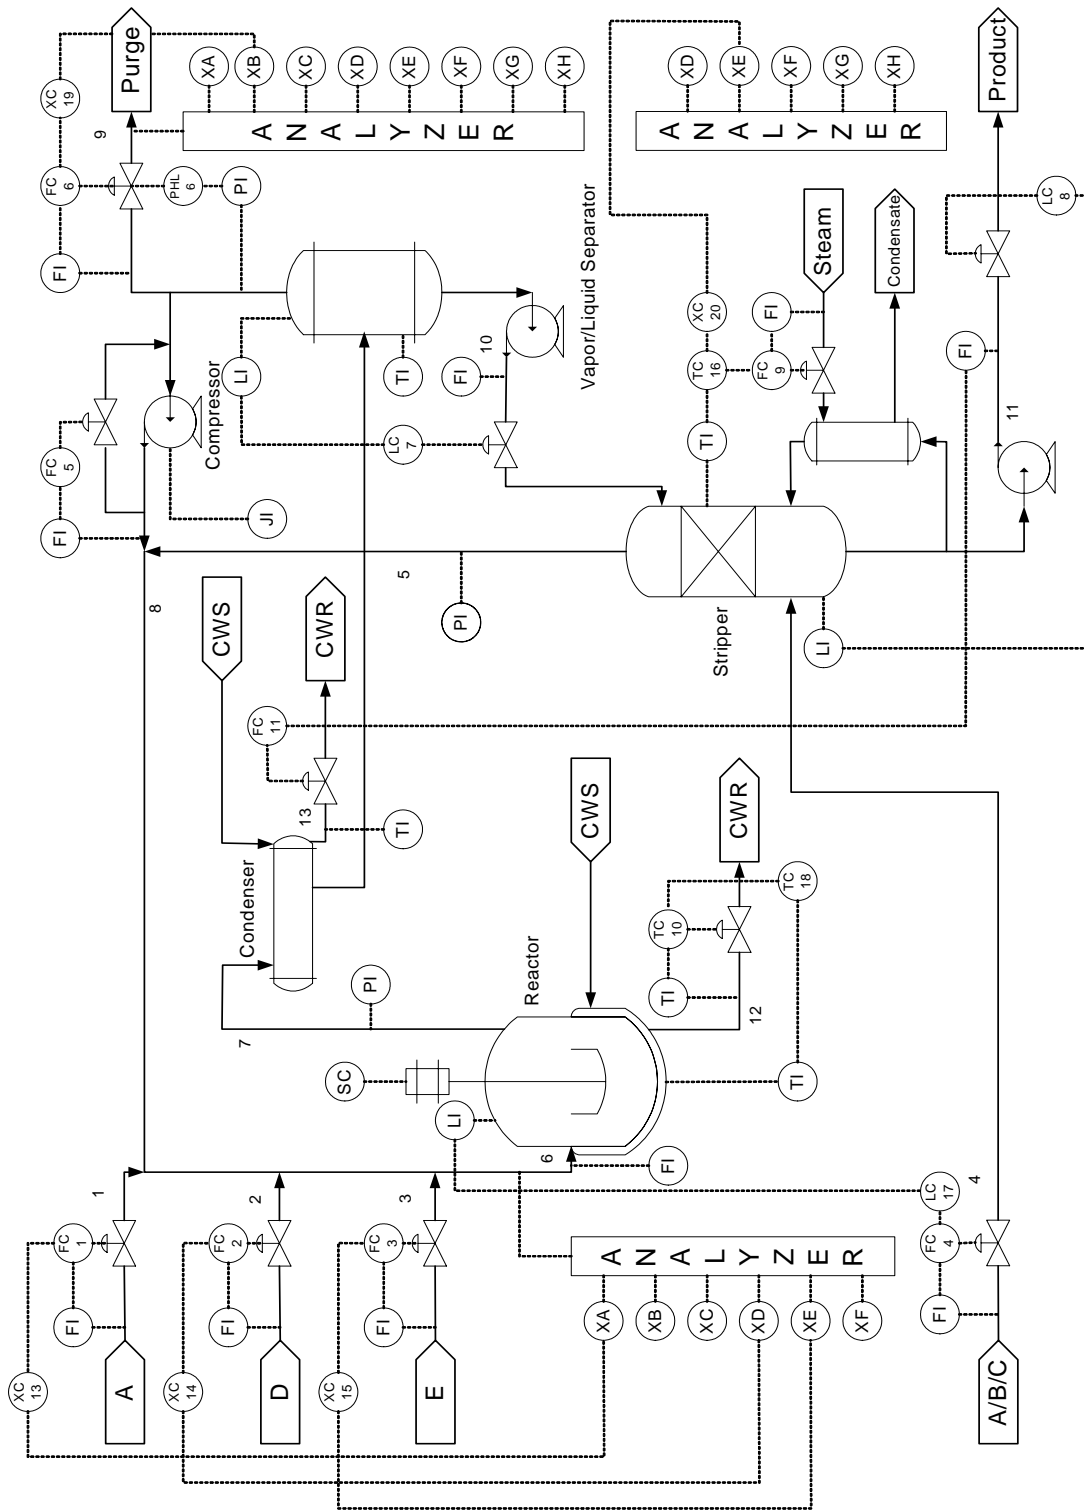 XC
13
FI
FC
1
A
1
XC
14
FI
FC
2
D
2
XC
15
FI
FC
3
E
3
8
FI
FC
5
Compressor
JI
FI
FC
6
XC
19
PHL
6
PI
9
Purge
A N A L Y Z E R
XA
XB
XC
XD
XE
XF
XG
XH
CWS
CWR
Condenser
FC
11
13
TI
7
PI
SC
LI
Reactor
6
FI
CWS
CWR
TC
10
TI
12
TC
18
TI
LI
TI
LC
7
FI
10
Vapor/Liquid Separator
5
PI
Stripper
LI
TI
TC
16
XC
20
FC
9
FI
Steam
Condensate
A N A L Y Z E R
XD
XE
XF
XG
XH
A N A L Y Z E R
XA
XB
XC
XD
XE
XF
FI
FC
4
LC
17
4
A/B/C
FI
11
Product
LC
8